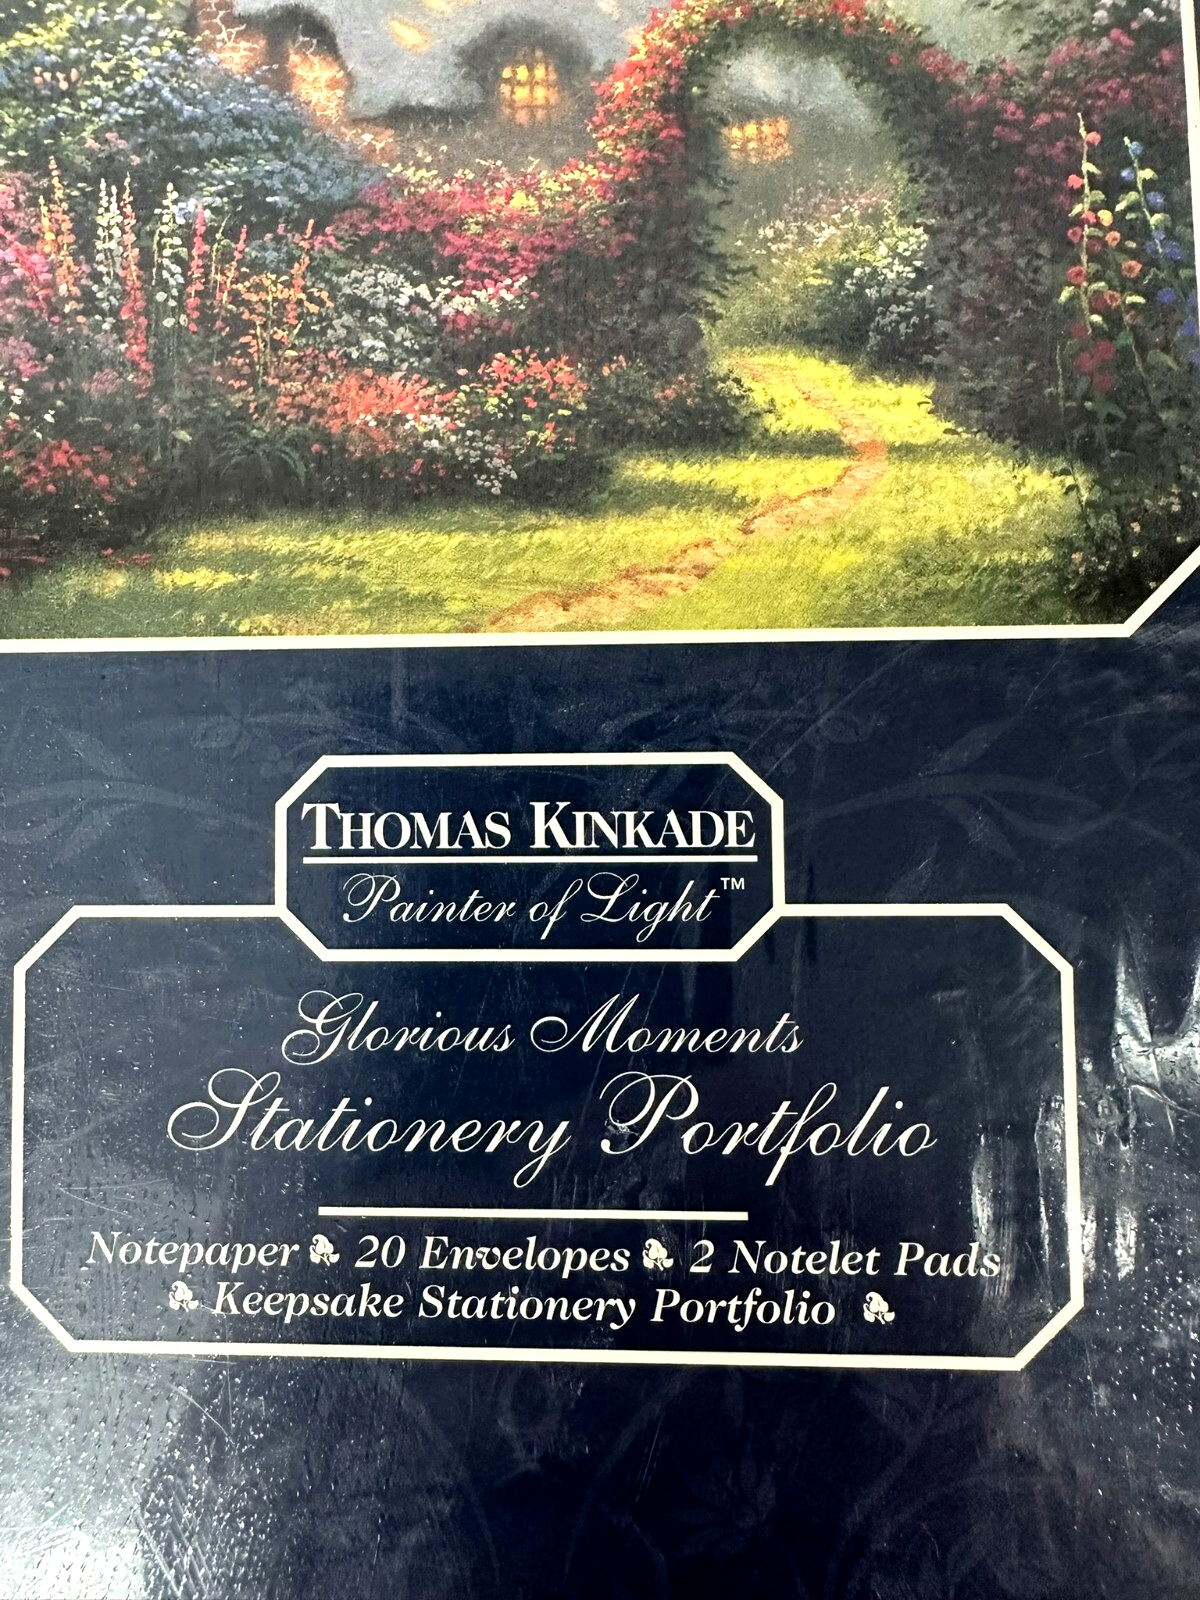 THOMAS KINKADE
Painter of Light™
Glorious Moments
Stationery Portfolio
Notepaper 20 Envelopes 2 Notelet Pads
Keepsake Stationery Portfolio